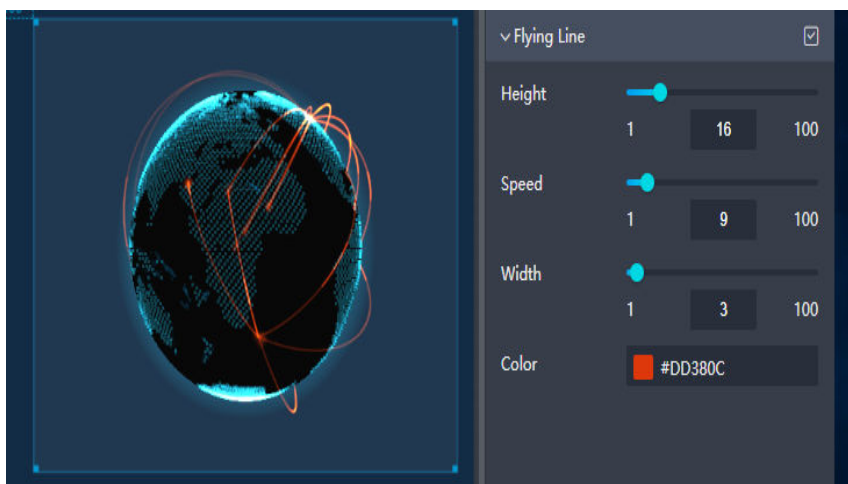 Flying Line
Height
1 16 100
Speed
1 9 100
Width
1 3 100
Color #DD380C